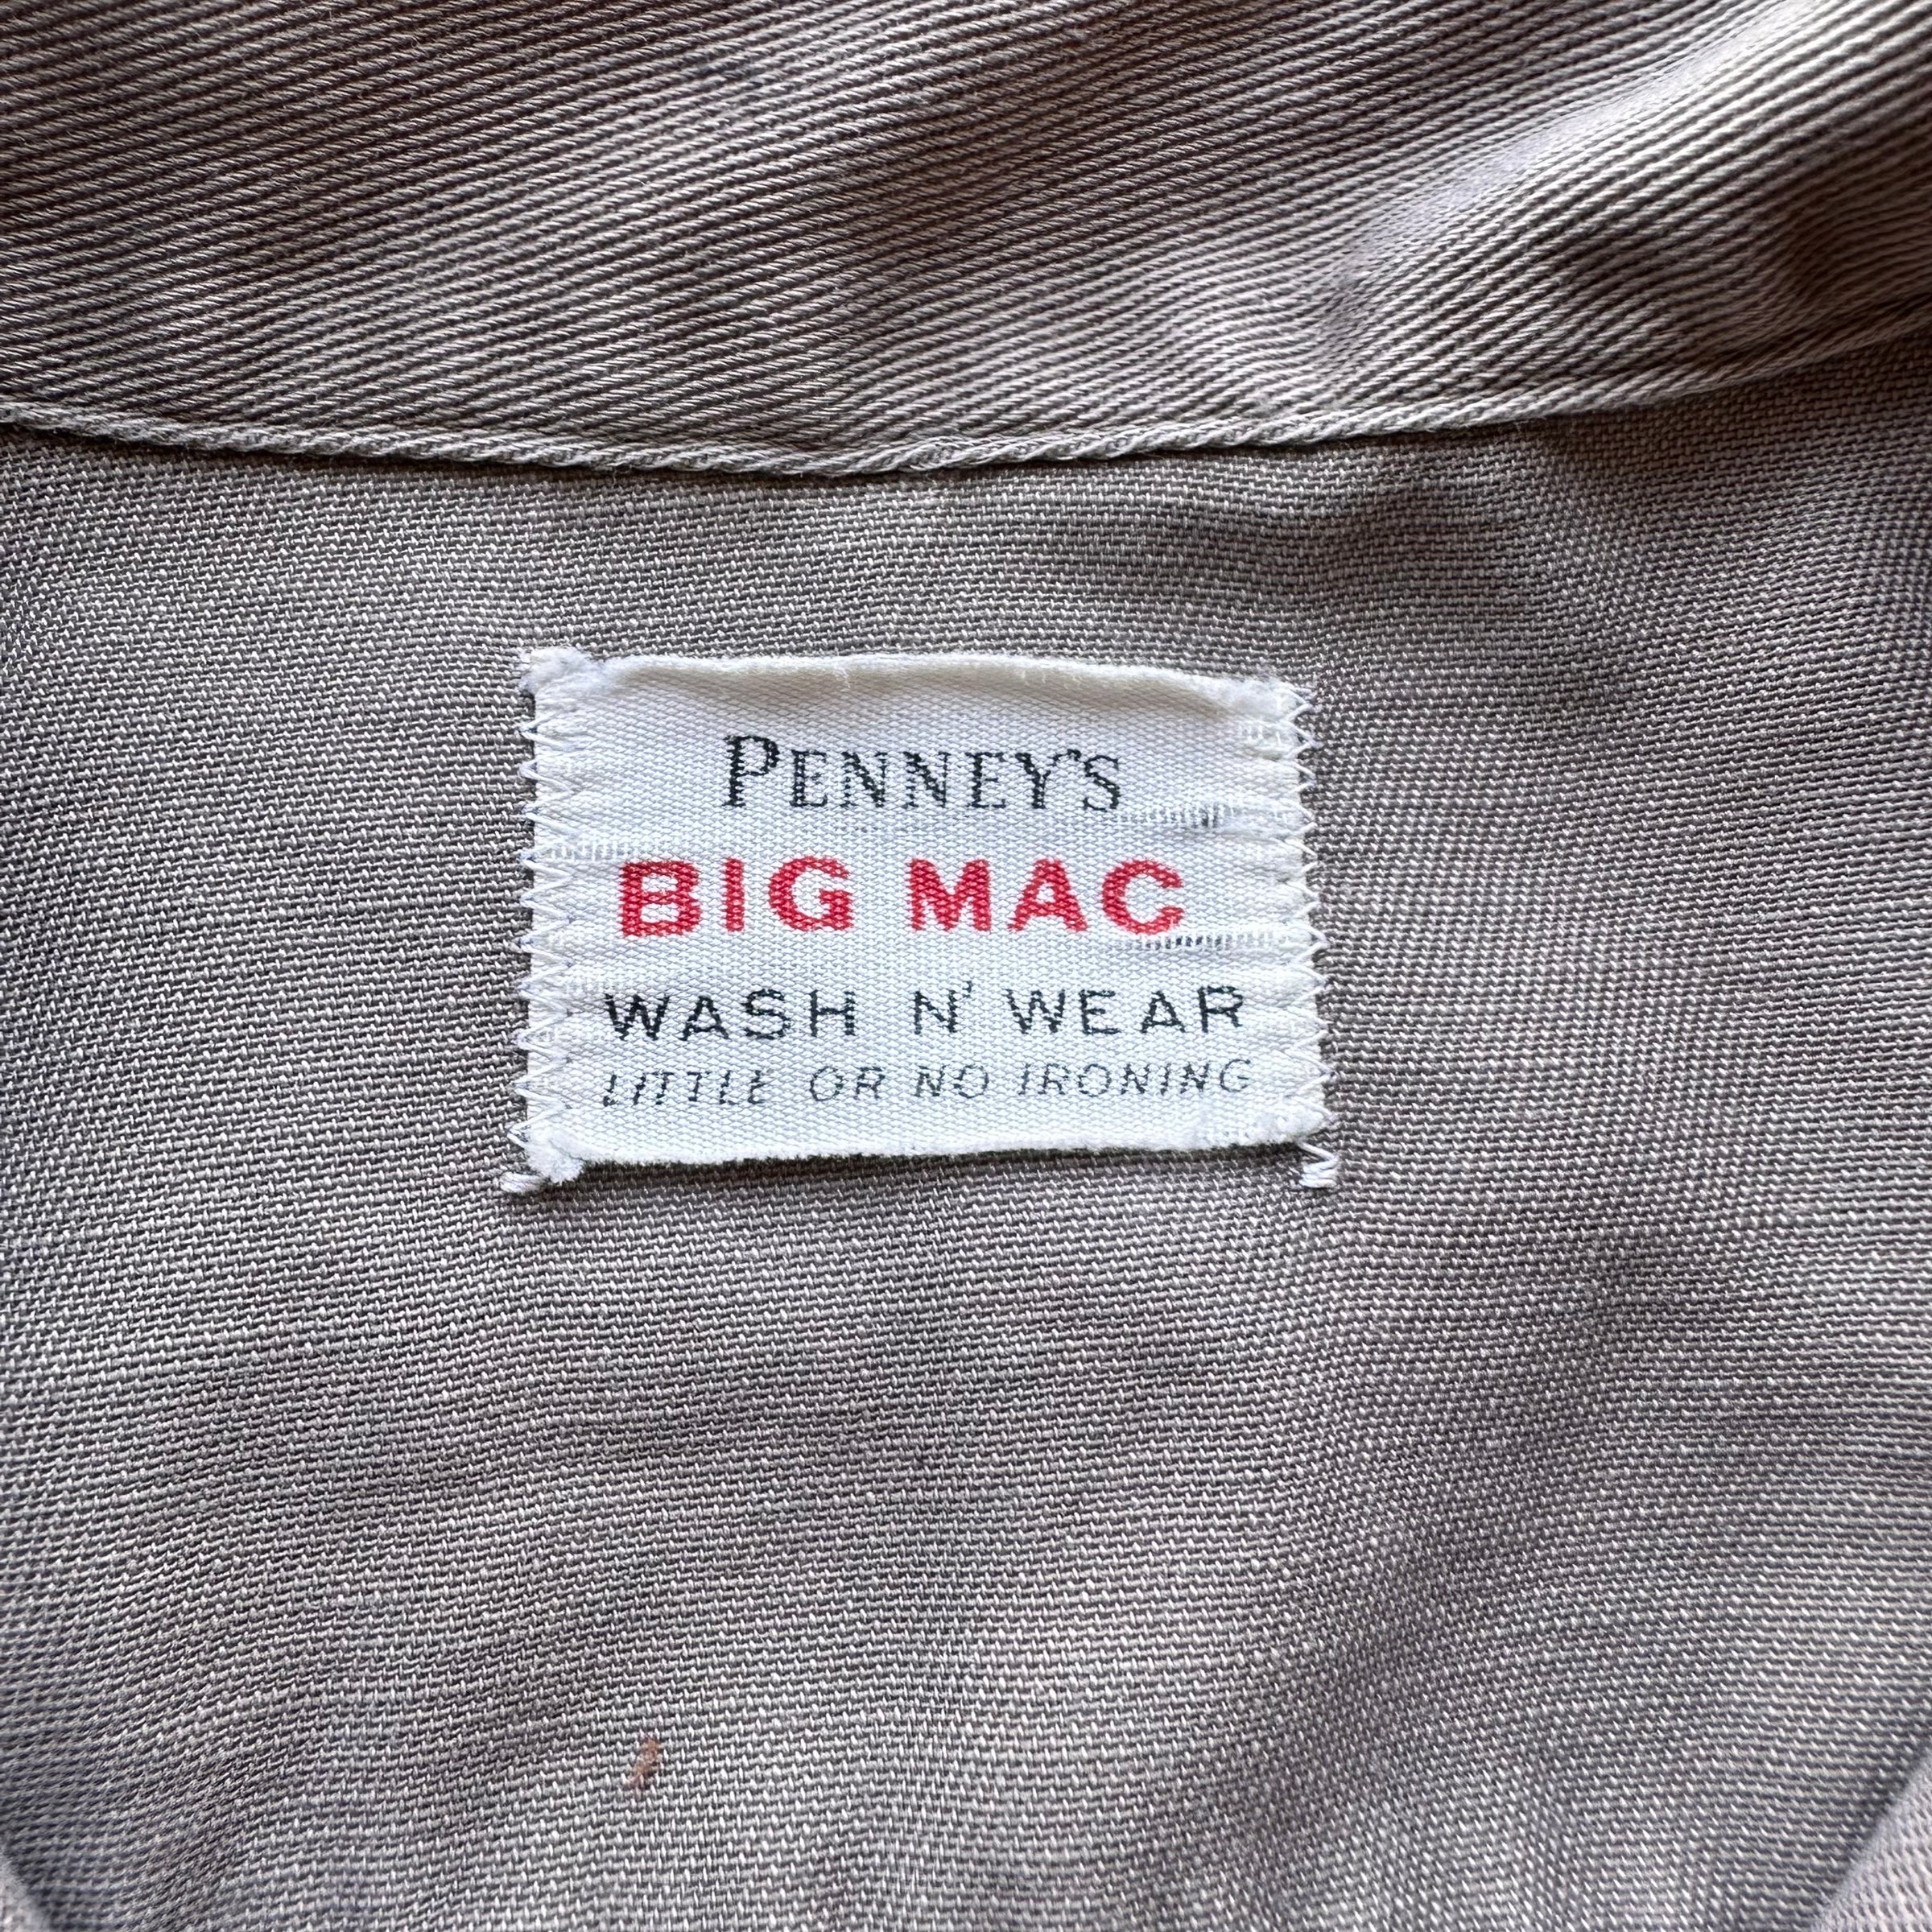 PENNEY'S
BIG MAC
WASH N' WEAR
LITTLE OR NO IRONING